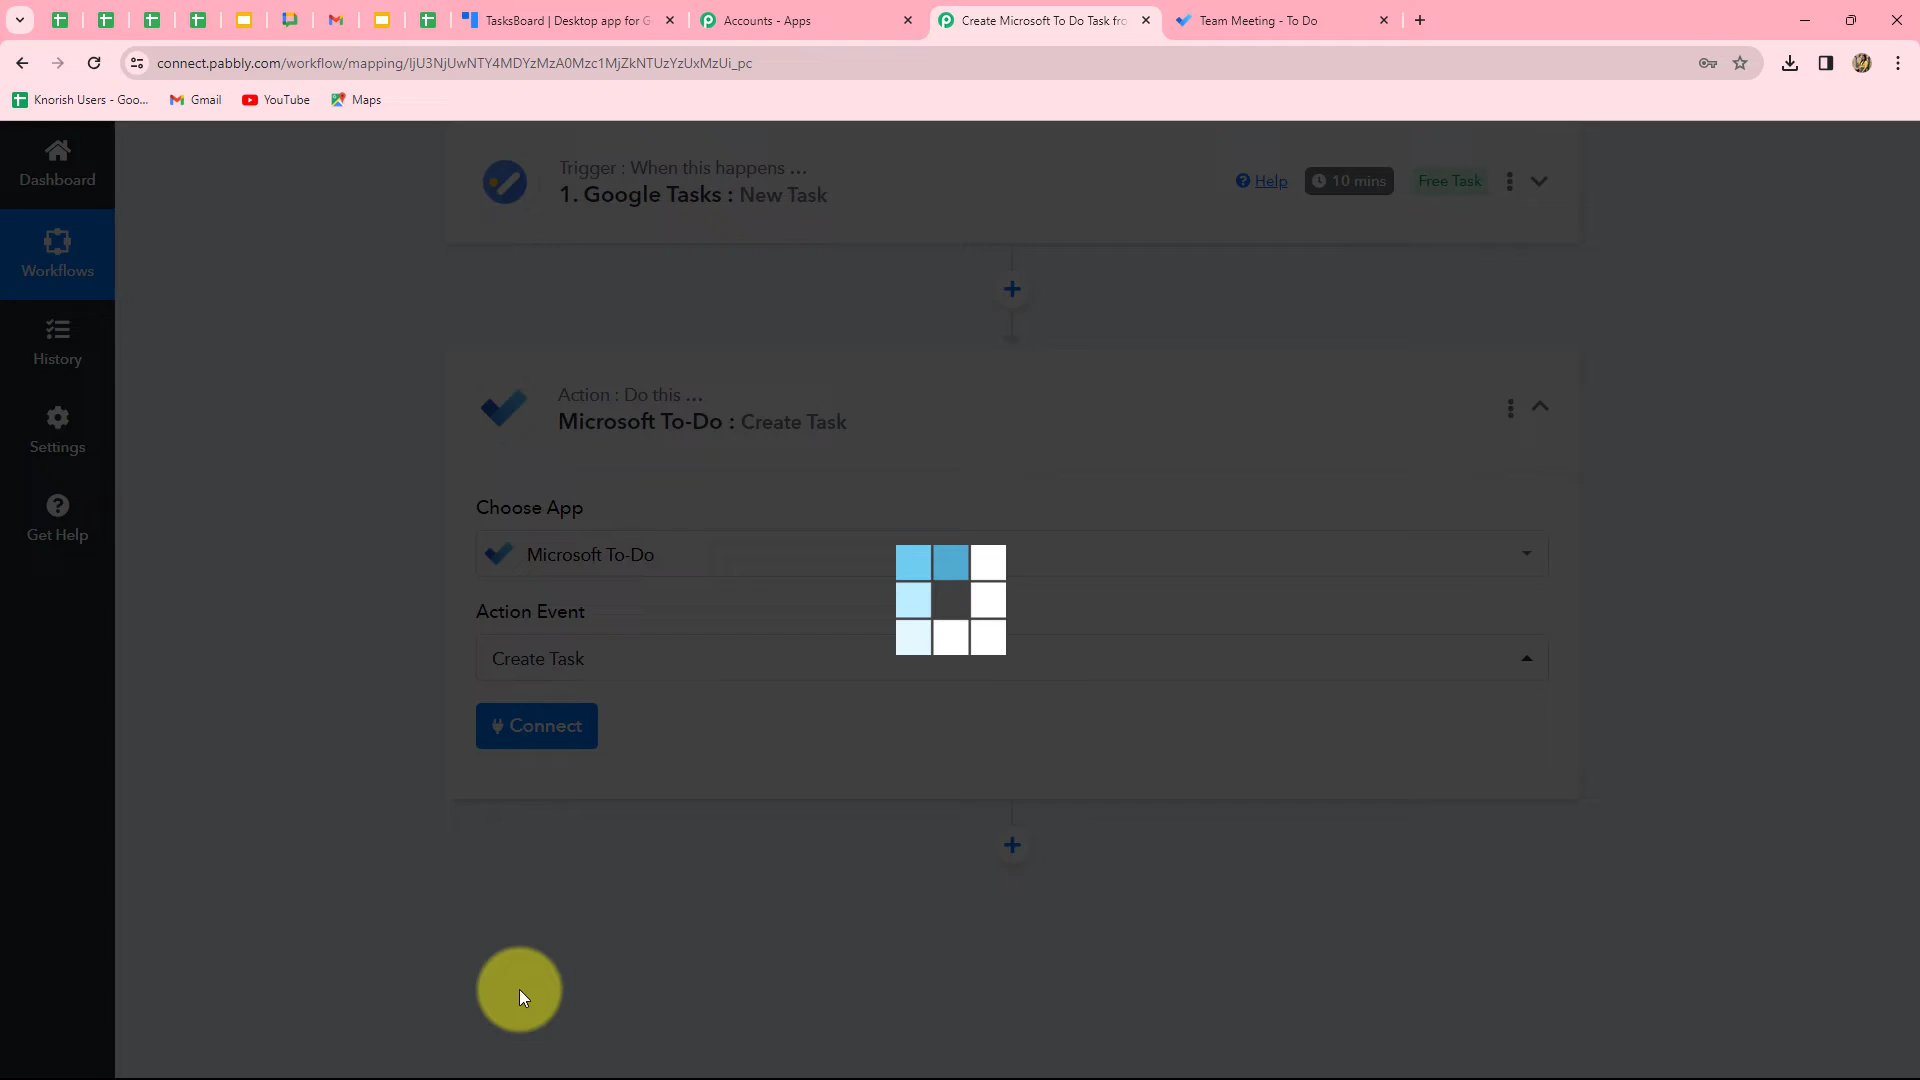 TasksBoard | Desktop app for G
Accounts - Apps
Create Microsoft To Do Task fro
Team Meeting - To Do
connect.pabbly.com/workflow/mapping/IjU3NjUwNTY4MDYzMzA0Mzc1MjZkNTUzYzUxMzUi_pc
Knorish Users - Goo...
Gmail
YouTube
Maps
Dashboard
Workflows
History
Settings
Get Help
Trigger : When this happens ...
1. Google Tasks : New Task
Help
10 mins
Free Task
Action : Do this ...
Microsoft To-Do : Create Task
Choose App
Microsoft To-Do
Action Event
Create Task
Connect